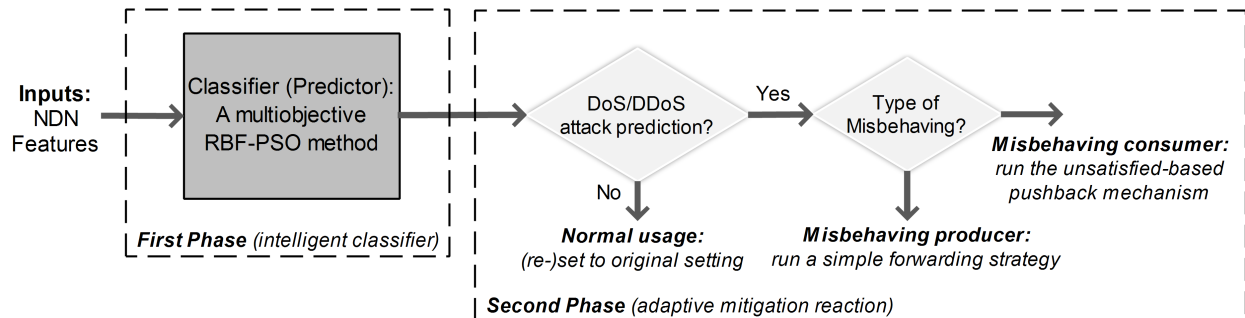 Inputs:
NDN
Features
Classifier (Predictor):
A multiobjective
RBF-PSO method
First Phase (intelligent classifier)
DoS/DDoS
attack prediction?
Yes
No
Normal usage:
(re-)set to original setting
Type of
Misbehaving?
Misbehaving consumer:
run the unsatisfied-based
pushback mechanism
Misbehaving producer:
run a simple forwarding strategy
Second Phase (adaptive mitigation reaction)